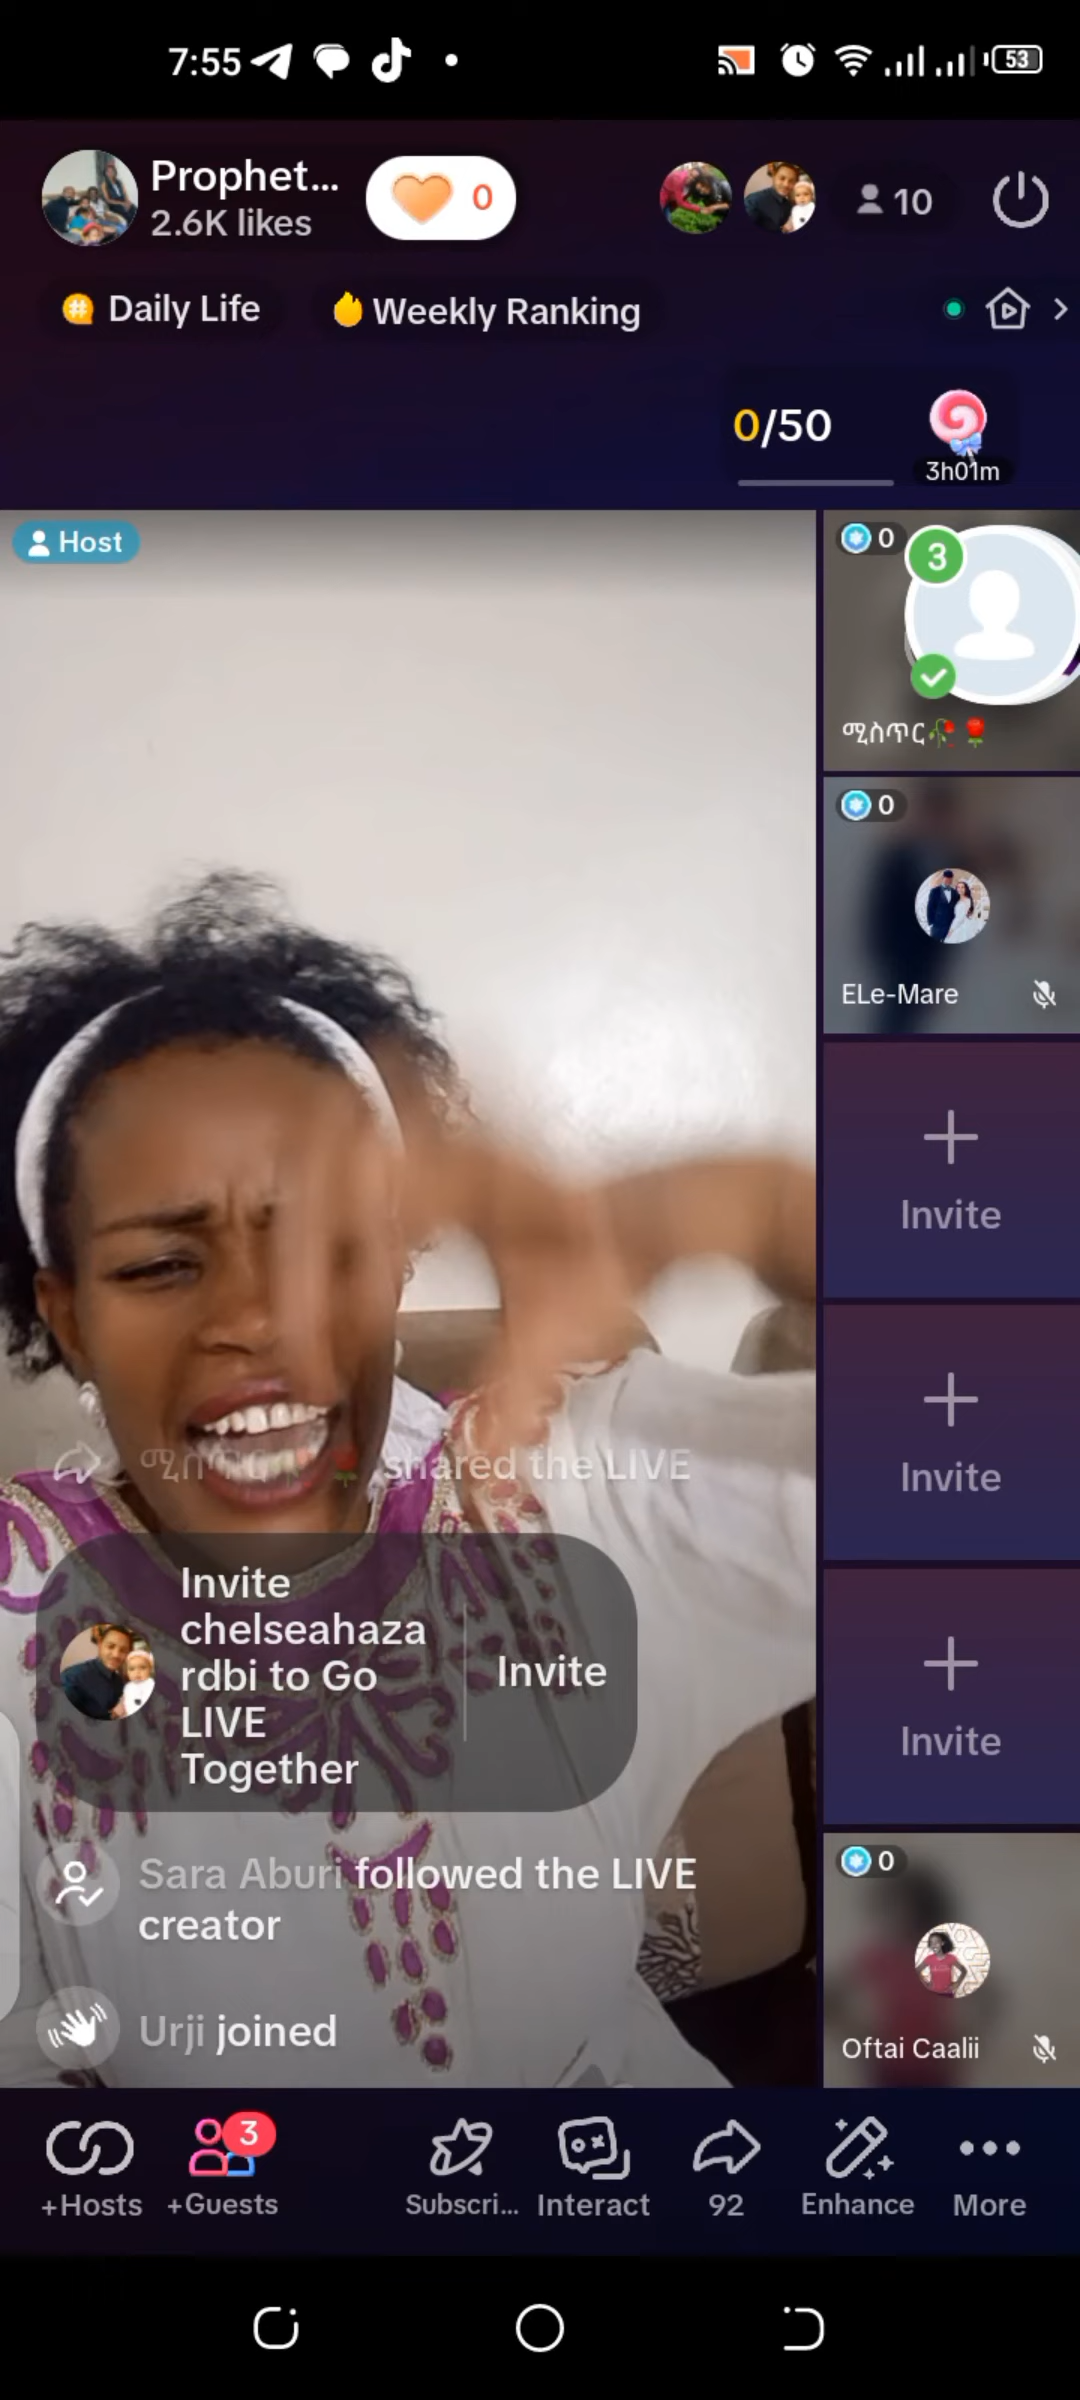 7:55
53
Prophet...
2.6K likes
0
10
Daily Life
Weekly Ranking
0/50
3h01m
Host
0
3
ሚስጥር🥀🌹
0
ELe-Mare
Invite
Invite
Invite
0
Oftai Caalii
ሚስጥር🥀🌹 shared the LIVE
Invite
chelseahaza
rdbi to Go
LIVE
Together
Invite
Sara Aburi followed the LIVE
creator
Urji joined
3
+Hosts
+Guests
Subscri...
Interact
92
Enhance
More